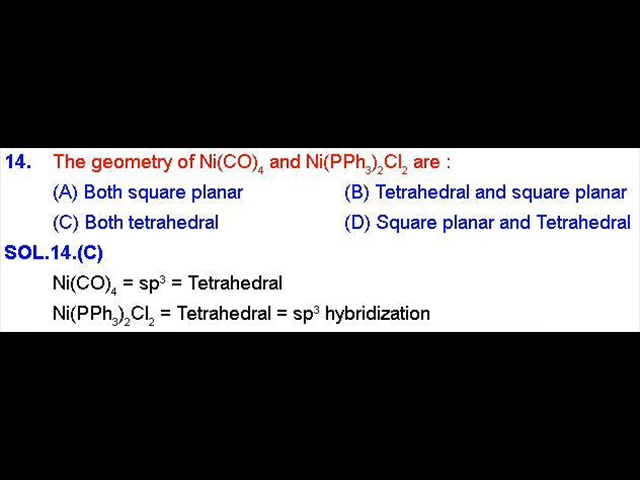 14. The geometry of Ni(CO)₄ and Ni(PPh₃)₂Cl₂ are :
(A) Both square planar (B) Tetrahedral and square planar
(C) Both tetrahedral (D) Square planar and Tetrahedral
SOL.14.(C)
Ni(CO)₄ = sp³ = Tetrahedral
Ni(PPh₃)₂Cl₂ = Tetrahedral = sp³ hybridization